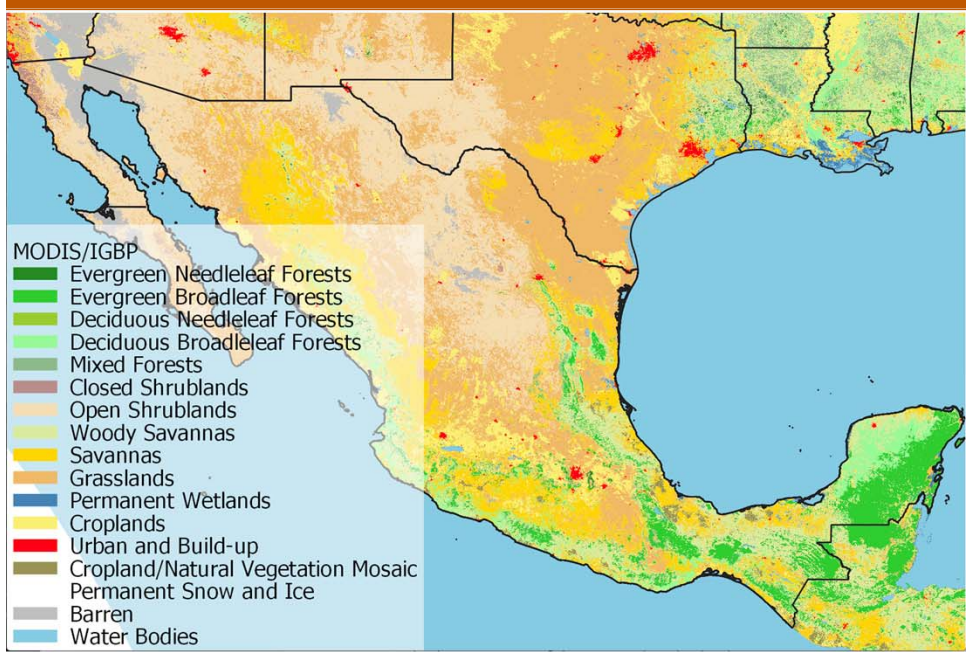 MODIS/IGBP
Evergreen Needleleaf Forests
Evergreen Broadleaf Forests
Deciduous Needleleaf Forests
Deciduous Broadleaf Forests
Mixed Forests
Closed Shrublands
Open Shrublands
Woody Savannas
Savannas
Grasslands
Permanent Wetlands
Croplands
Urban and Build-up
Cropland/Natural Vegetation Mosaic
Permanent Snow and Ice
Barren
Water Bodies